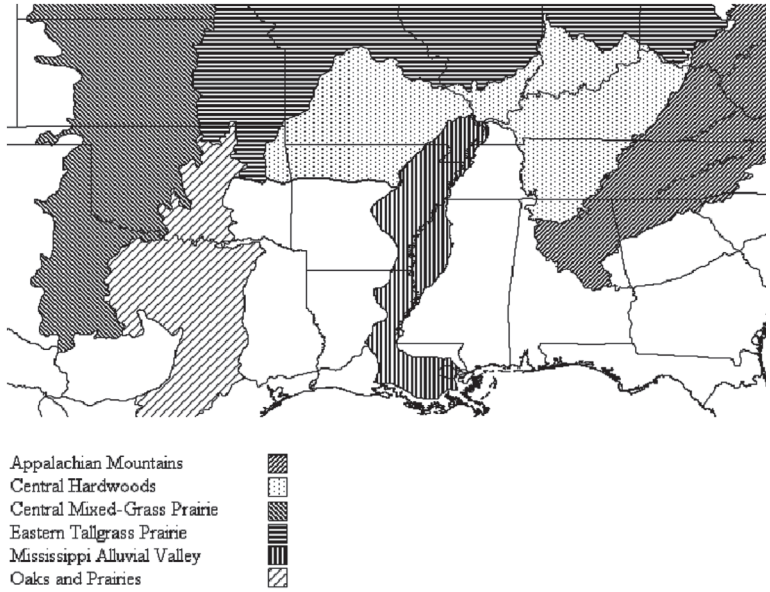 Appalachian Mountains
Central Hardwoods
Central Mixed-Grass Prairie
Eastern Tallgrass Prairie
Mississippi Alluvial Valley
Oaks and Prairies